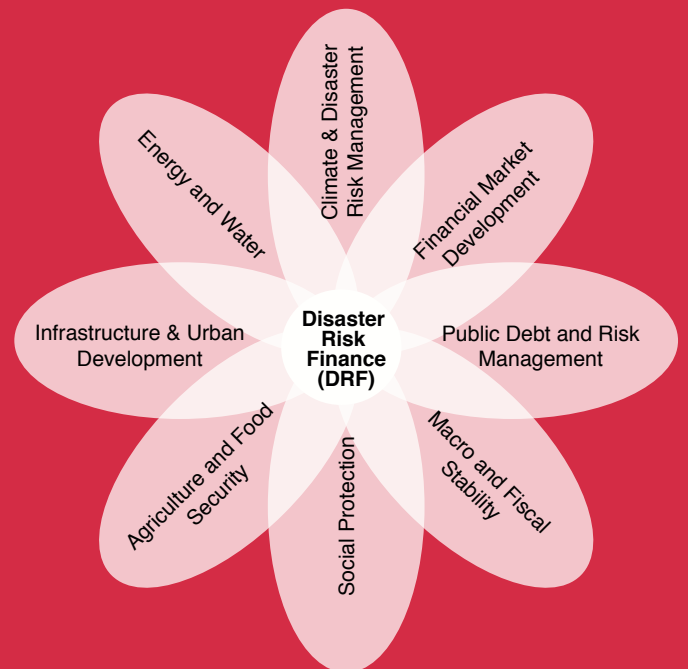 Climate & Disaster
Risk Management
Financial Market
Development
Public Debt and Risk
Management
Macro and Fiscal
Stability
Social Protection
Agriculture and Food
Security
Infrastructure & Urban
Development
Energy and Water
Disaster
Risk
Finance
(DRF)